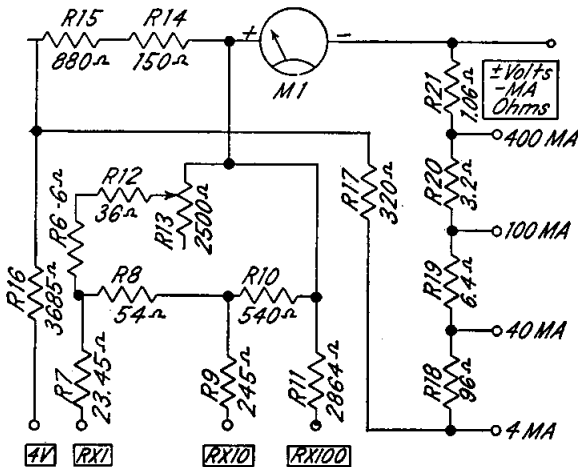 R15
880Ω
R14
150Ω
+
-
M1
R21
1.06Ω
±Volts
-MA
Ohms
400 MA
R20
3.2Ω
100 MA
R19
6.4Ω
40 MA
R18
96Ω
4 MA
R17
320Ω
R12
36Ω
R13
2500Ω
R6-6Ω
R16
3685Ω
R8
54Ω
R10
540Ω
R7
23.45Ω
R9
245Ω
R11
2864Ω
4V
RX1
RX10
RX100